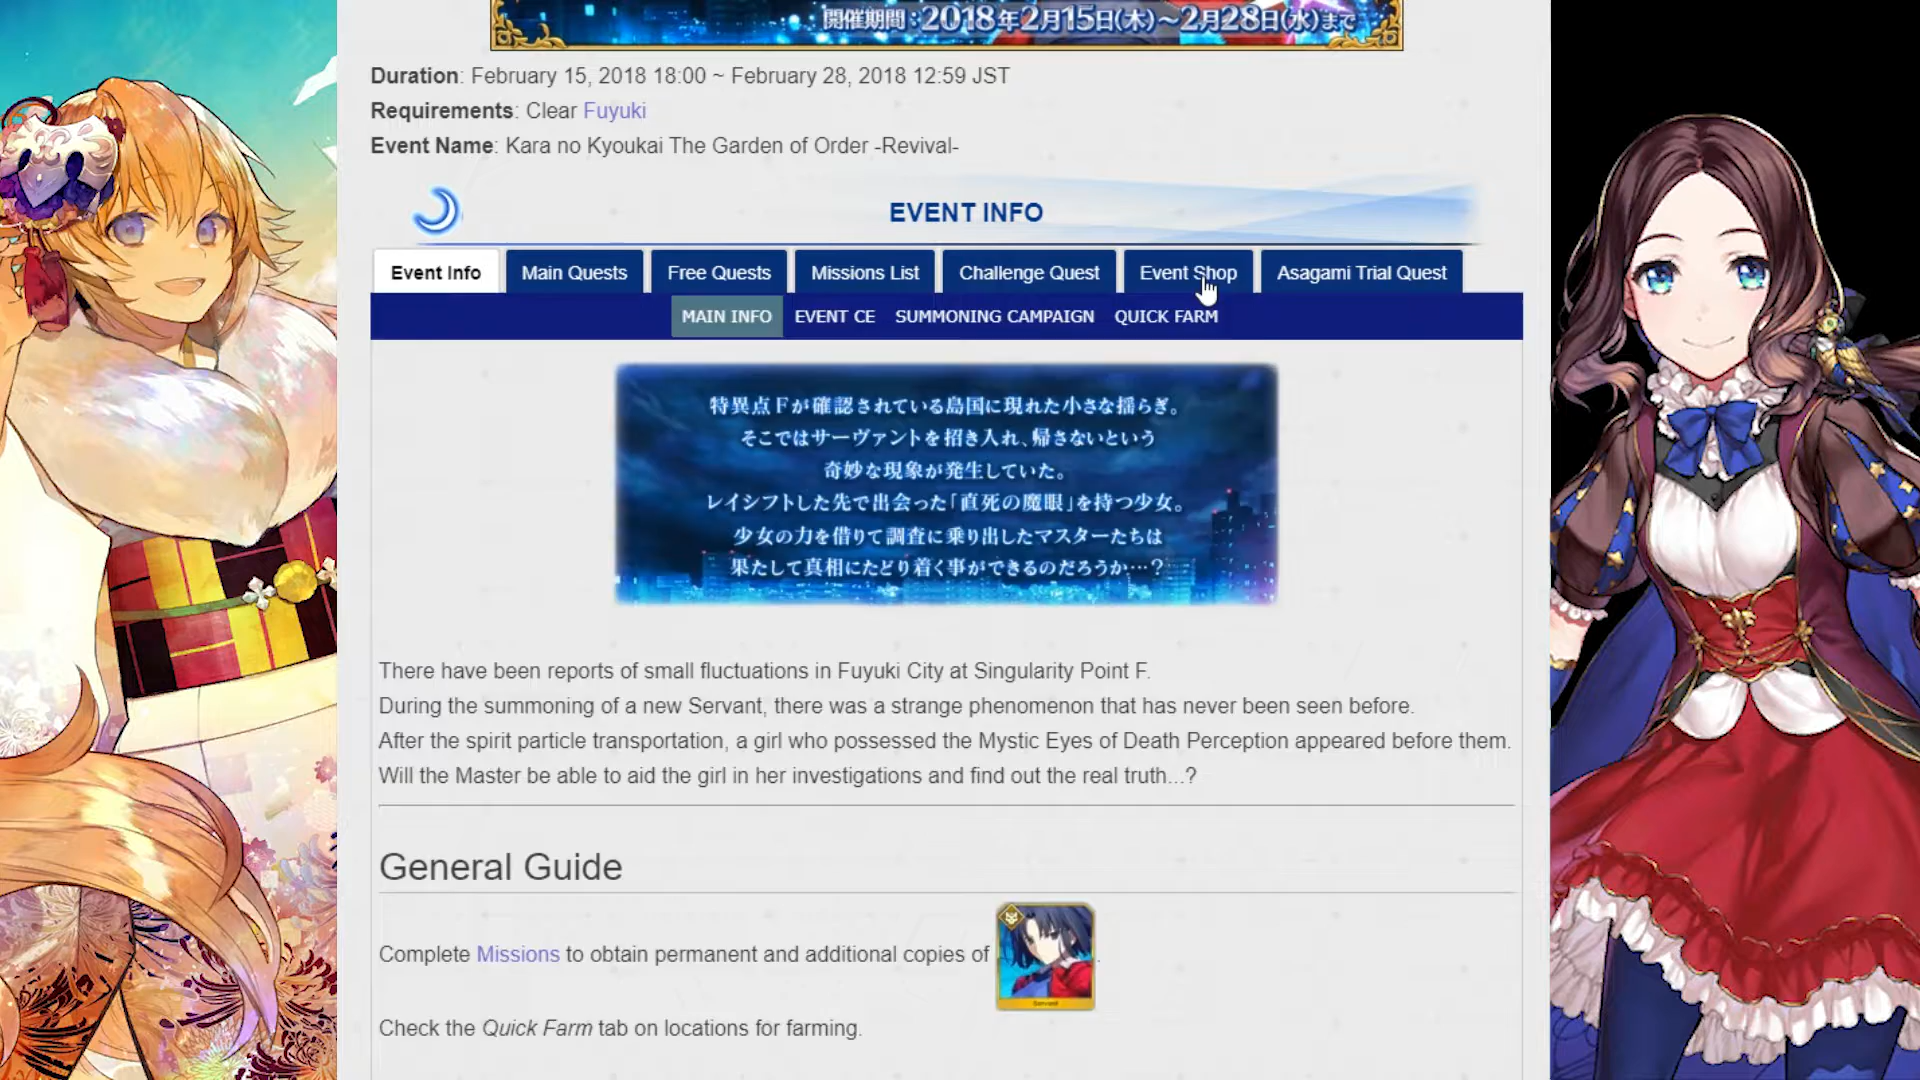 開催期間：2018年2月15日(木)～2月28日(水)まで
Duration: February 15, 2018 18:00 ~ February 28, 2018 12:59 JST
Requirements: Clear Fuyuki
Event Name: Kara no Kyoukai The Garden of Order -Revival-
EVENT INFO
Event Info Main Quests Free Quests Missions List Challenge Quest Event Shop Asagami Trial Quest
MAIN INFO EVENT CE SUMMONING CAMPAIGN QUICK FARM
特異点Fが確認されている島国に現れた小さな揺らぎ。
そこではサーヴァントを招き入れ、帰さないという
奇妙な現象が発生していた。
レイシフトした先で出会った「直死の魔眼」を持つ少女。
少女の力を借りて調査に乗り出したマスターたちは
果たして真相にたどり着く事ができるのだろうか…？
There have been reports of small fluctuations in Fuyuki City at Singularity Point F.
During the summoning of a new Servant, there was a strange phenomenon that has never been seen before.
After the spirit particle transportation, a girl who possessed the Mystic Eyes of Death Perception appeared before them.
Will the Master be able to aid the girl in her investigations and find out the real truth...?
General Guide
Complete Missions to obtain permanent and additional copies of
Servant
Check the Quick Farm tab on locations for farming.